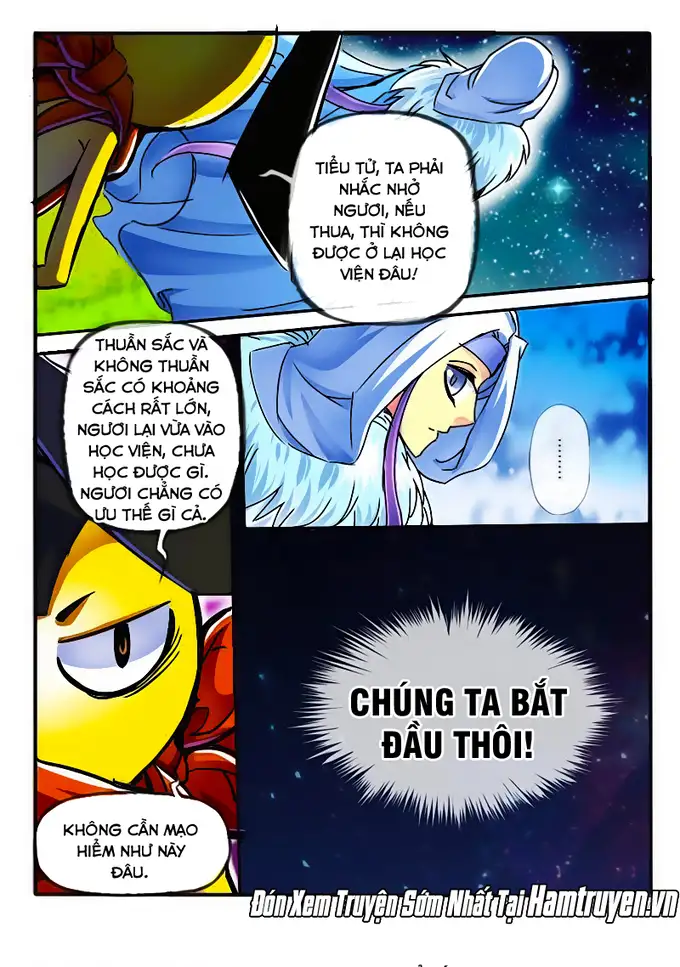 TIỂU TỬ, TA PHẢI
NHẮC NHỞ
NGƯƠI, NẾU
THUA, THÌ KHÔNG
ĐƯỢC Ở LẠI HỌC
VIỆN ĐÂU!
THUẦN SẮC VÀ
KHÔNG THUẦN
SẮC CÓ KHOẢNG
CÁCH RẤT LỚN,
NGƯƠI LẠI VỪA VÀO
HỌC VIỆN, CHƯA
HỌC ĐƯỢC GÌ.
NGƯƠI CHẲNG CÓ
ƯU THẾ GÌ CẢ.
..........
CHÚNG TA BẮT
ĐẦU THÔI!
KHÔNG CẦN MẠO
HIỂM NHƯ NÀY
ĐÂU.
Đón Xem Truyện Sớm Nhất Tại Hamtruyen.vn